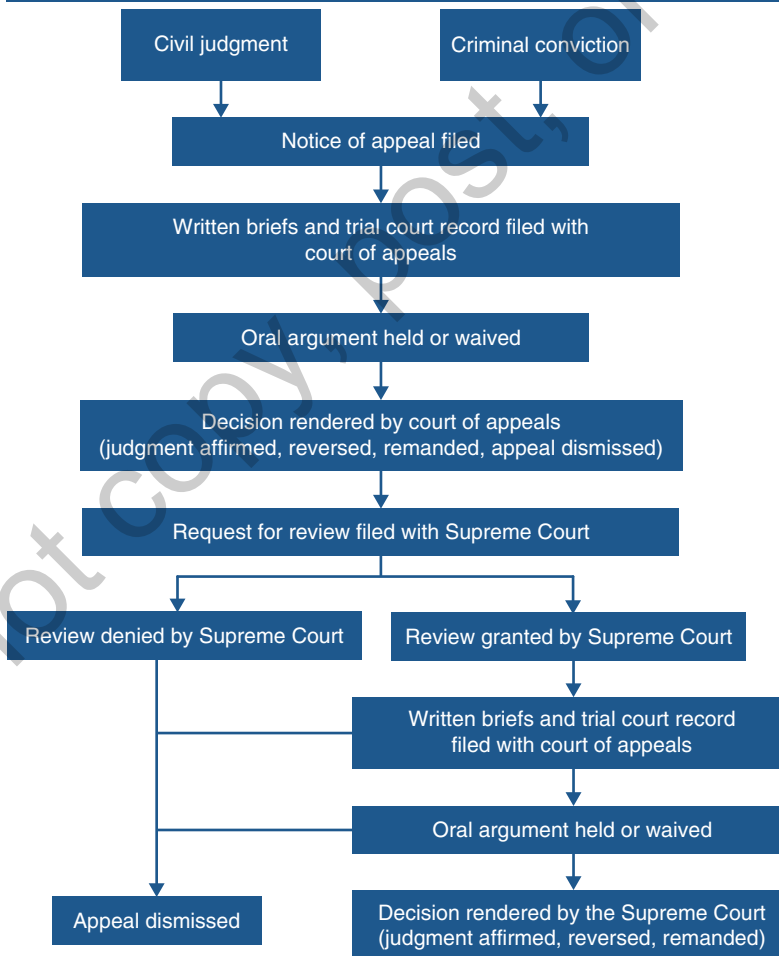 Civil judgment
Criminal conviction
Notice of appeal filed
Written briefs and trial court record filed with
court of appeals
Oral argument held or waived
Decision rendered by court of appeals
(judgment affirmed, reversed, remanded, appeal dismissed)
Request for review filed with Supreme Court
Review denied by Supreme Court
Review granted by Supreme Court
Written briefs and trial court record
filed with court of appeals
Oral argument held or waived
Appeal dismissed
Decision rendered by the Supreme Court
(judgment affirmed, reversed, remanded)
not copy, post, or